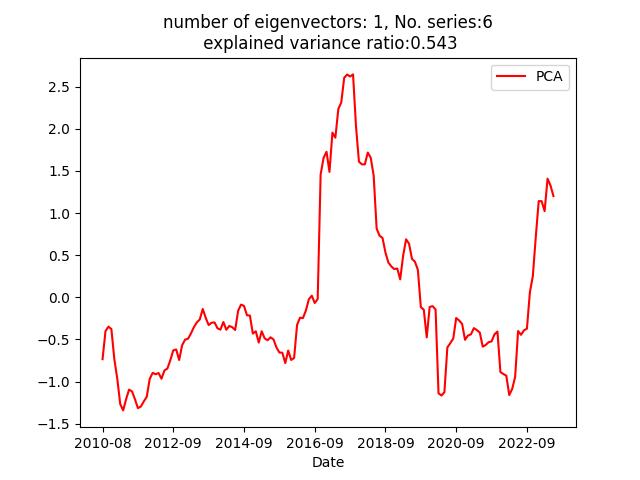 number of eigenvectors: 1, No. series:6
explained variance ratio:0.543
PCA
2.5
2.0
1.5
1.0
0.5
0.0
−0.5
−1.0
−1.5
2010-08 2012-09 2014-09 2016-09 2018-09 2020-09 2022-09
Date